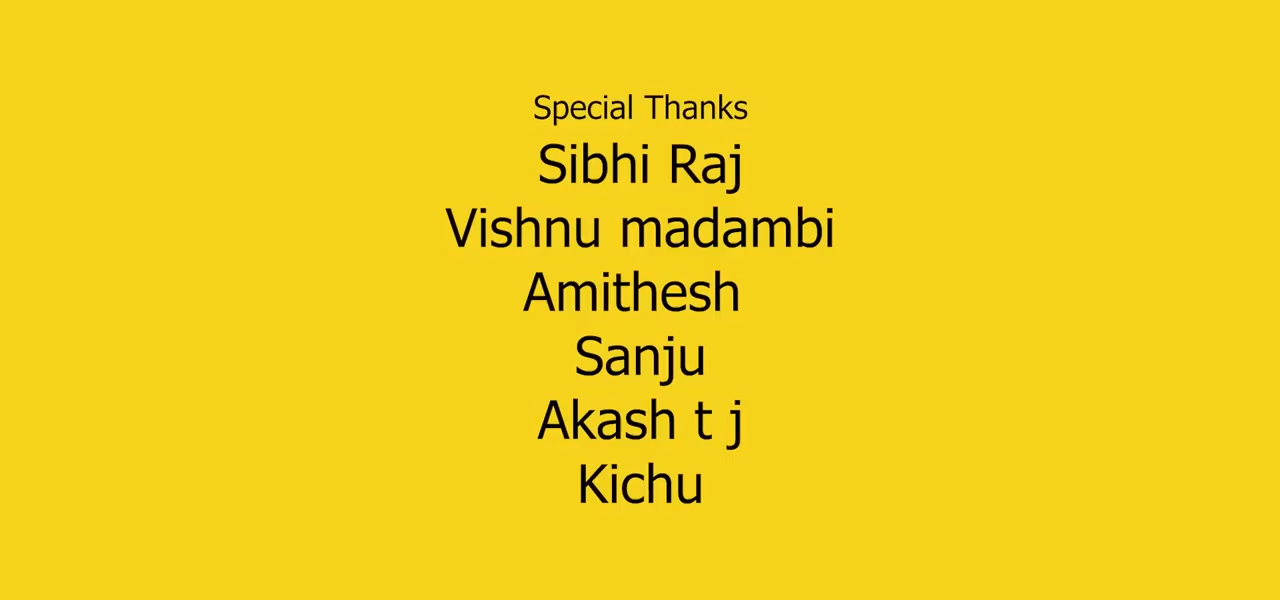 Special Thanks
Sibhi Raj
Vishnu madambi
Amithesh
Sanju
Akash t j
Kichu